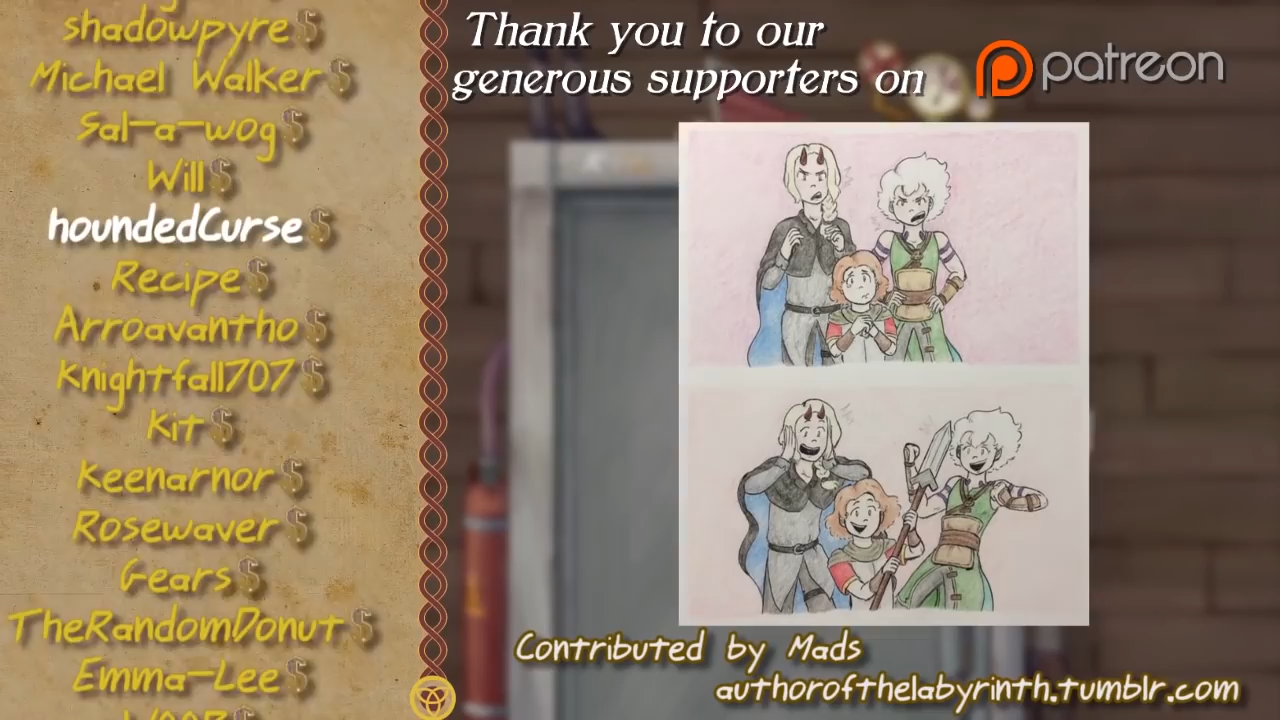 shadowpyre
Michael Walker
Sal-a-wog
Will
houndedCurse
Recipe
Arroavantho
Knightfall707
Kit
Keenarnor
Rosewaver
Gears
TheRandomDonut
Emma-Lee
Thank you to our
generous supporters on
patreon
Contributed by Mads
authorofthelabyrinth.tumblr.com